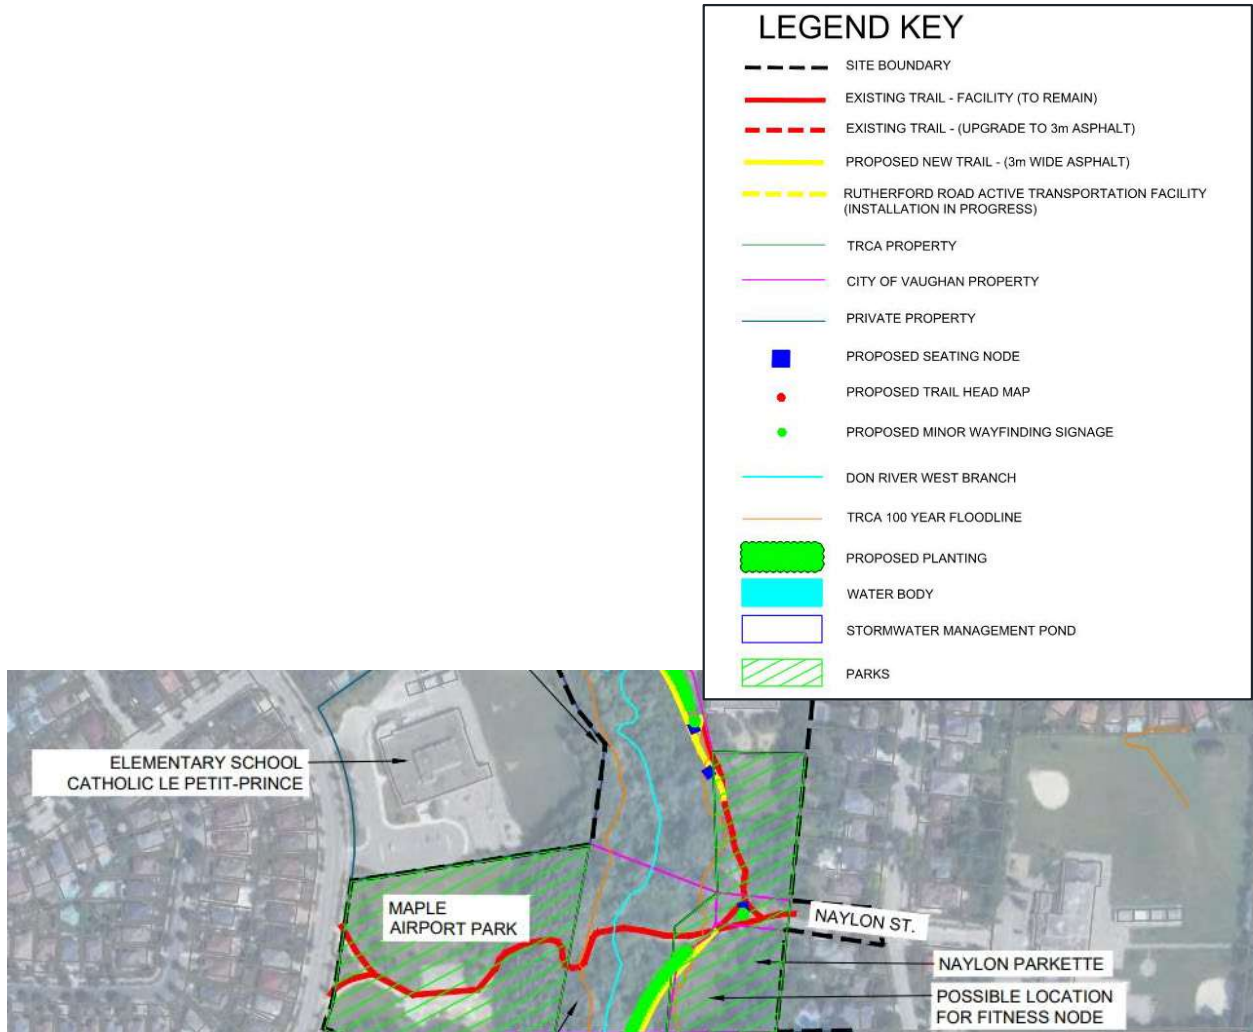 LEGEND KEY
SITE BOUNDARY
EXISTING TRAIL - FACILITY (TO REMAIN)
EXISTING TRAIL - (UPGRADE TO 3m ASPHALT)
PROPOSED NEW TRAIL - (3m WIDE ASPHALT)
RUTHERFORD ROAD ACTIVE TRANSPORTATION FACILITY
(INSTALLATION IN PROGRESS)
TRCA PROPERTY
CITY OF VAUGHAN PROPERTY
PRIVATE PROPERTY
PROPOSED SEATING NODE
PROPOSED TRAIL HEAD MAP
PROPOSED MINOR WAYFINDING SIGNAGE
DON RIVER WEST BRANCH
TRCA 100 YEAR FLOODLINE
PROPOSED PLANTING
WATER BODY
STORMWATER MANAGEMENT POND
PARKS
ELEMENTARY SCHOOL
CATHOLIC LE PETIT-PRINCE
MAPLE
AIRPORT PARK
NAYLON ST.
NAYLON PARKETTE
POSSIBLE LOCATION
FOR FITNESS NODE